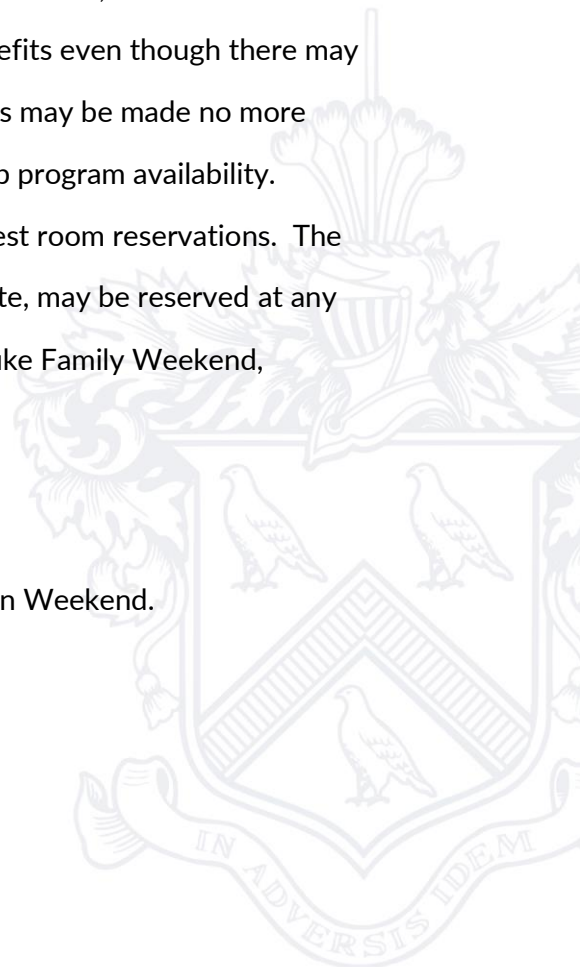 efits even though there may
s may be made no more
p program availability.
est room reservations.  The
te, may be reserved at any
uke Family Weekend,
n Weekend.
IN ADVERSIS IDEM